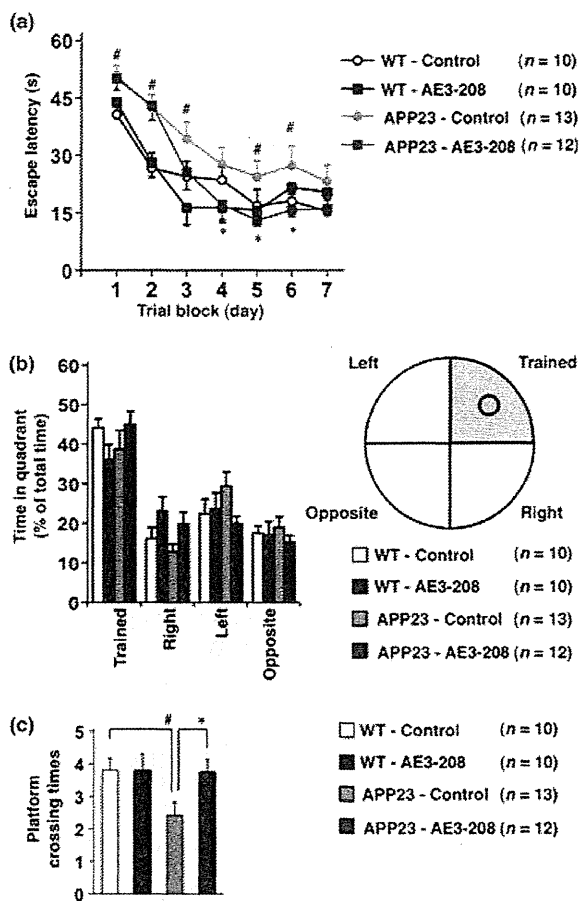 (a)
Escape latency (s)
60
45
30
15
0
# # # # #
* * *
1 2 3 4 5 6 7
Trial block (day)
WT - Control (n = 10)
WT - AE3-208 (n = 10)
APP23 - Control (n = 13)
APP23 - AE3-208 (n = 12)
(b)
Time in quadrant
(% of total time)
60
50
40
30
20
10
0
Trained
Right
Left
Opposite
Left
Trained
Opposite
Right
WT - Control (n = 10)
WT - AE3-208 (n = 10)
APP23 - Control (n = 13)
APP23 - AE3-208 (n = 12)
(c)
Platform
crossing times
5
4
3
2
1
0
# *
WT - Control (n = 10)
WT - AE3-208 (n = 10)
APP23 - Control (n = 13)
APP23 - AE3-208 (n = 12)